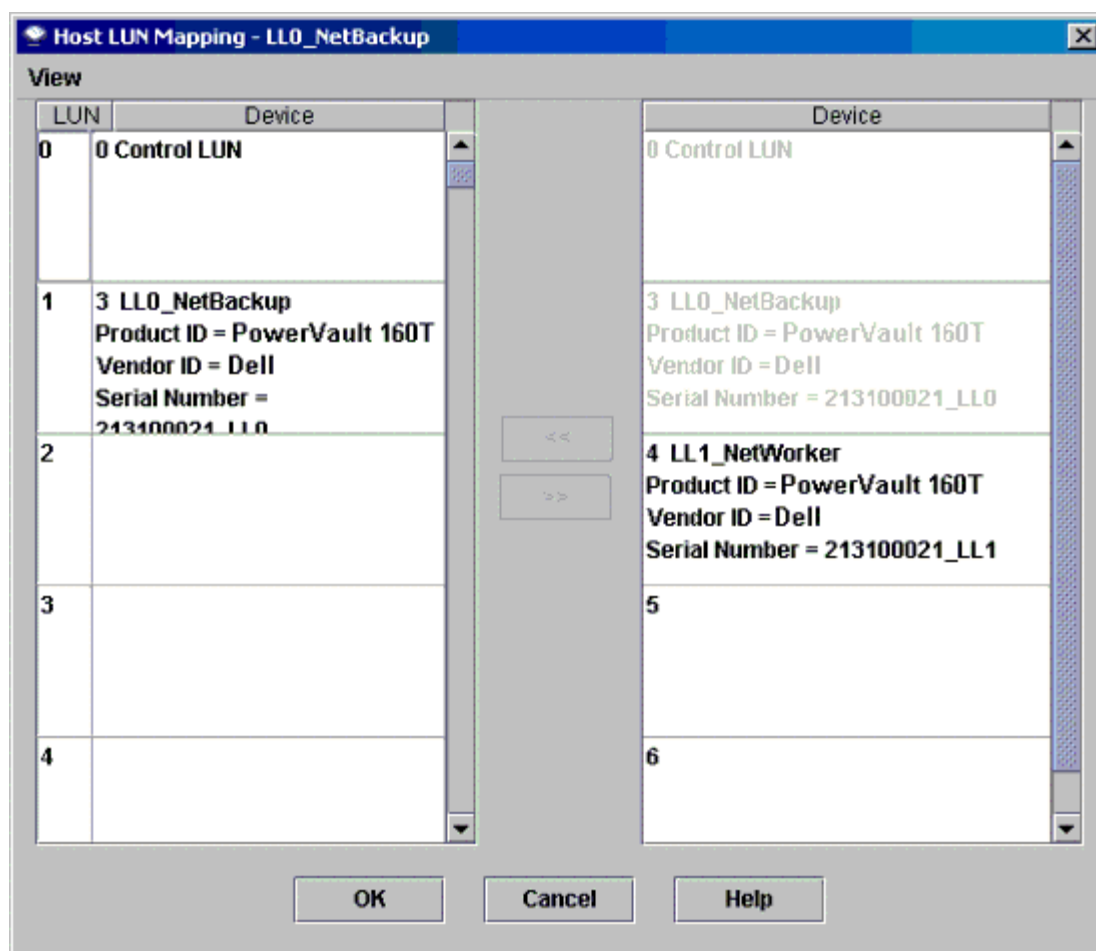 Host LUN Mapping - LL0_NetBackup
View
LUN Device
0 0 Control LUN
1 3 LL0_NetBackup
Product ID = PowerVault 160T
Vendor ID = Dell
Serial Number =
213100021_LL0
2
3
4
<<
>>
Device
0 Control LUN
3 LL0_NetBackup
Product ID = PowerVault 160T
Vendor ID = Dell
Serial Number = 213100021_LL0
4 LL1_NetWorker
Product ID = PowerVault 160T
Vendor ID = Dell
Serial Number = 213100021_LL1
5
6
OK Cancel Help